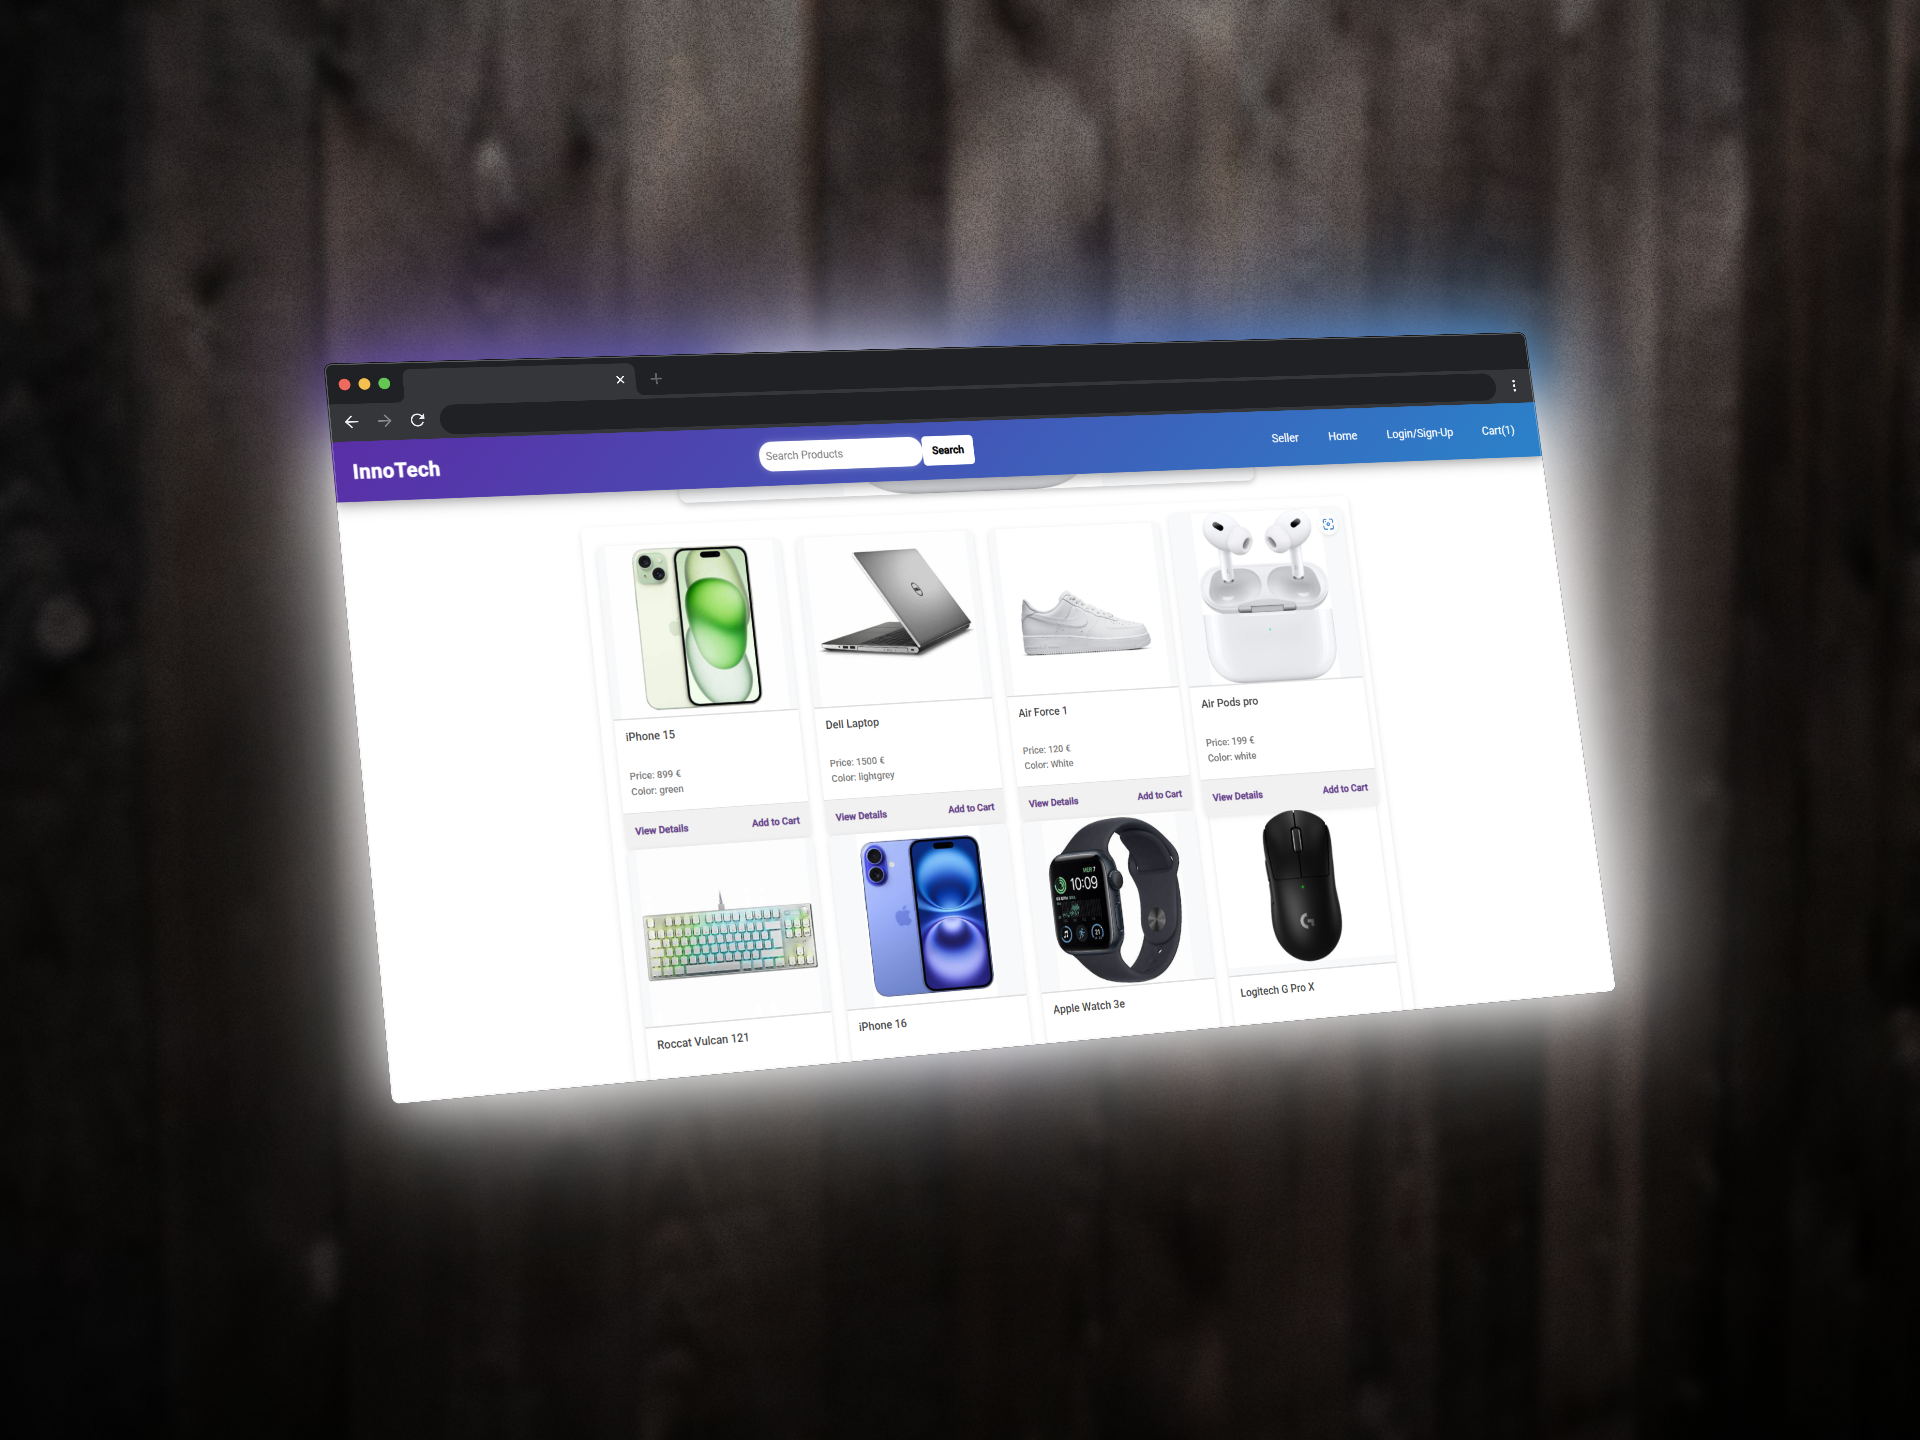 InnoTech
Search Products
Search
Seller
Home
Login/Sign-Up
Cart(1)
iPhone 15
Price: 899 €
Color: green
View Details
Add to Cart
Dell Laptop
Price: 1500 €
Color: lightgrey
View Details
Add to Cart
Air Force 1
Price: 120 €
Color: White
View Details
Add to Cart
Air Pods pro
Price: 199 €
Color: white
View Details
Add to Cart
Roccat Vulcan 121
iPhone 16
10:09
Apple Watch 3e
Logitech G Pro X